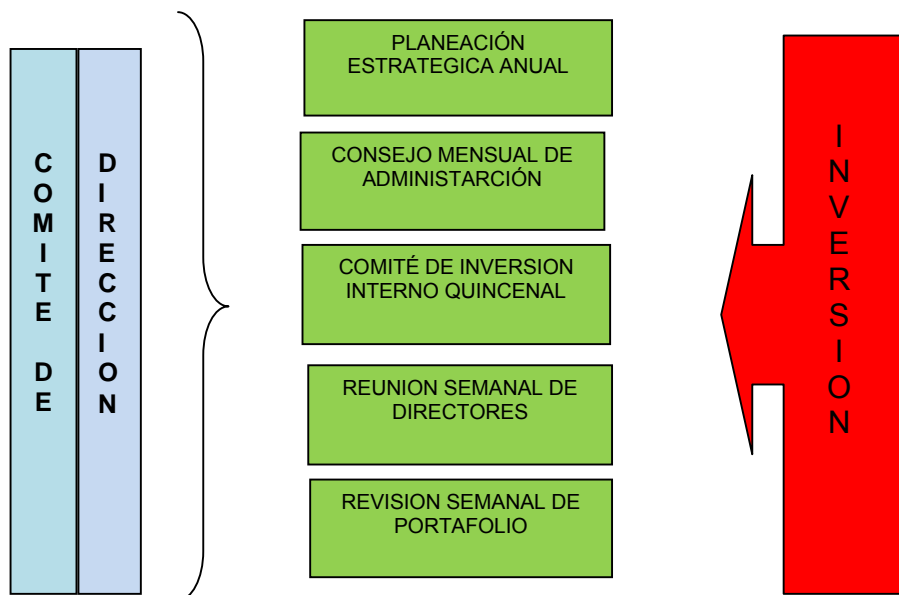 COMITE DE
DIRECCION
PLANEACIÓN
ESTRATEGICA ANUAL
CONSEJO MENSUAL DE
ADMINISTARCIÓN
COMITÉ DE INVERSION
INTERNO QUINCENAL
REUNION SEMANAL DE
DIRECTORES
REVISION SEMANAL DE
PORTAFOLIO
INVERSION